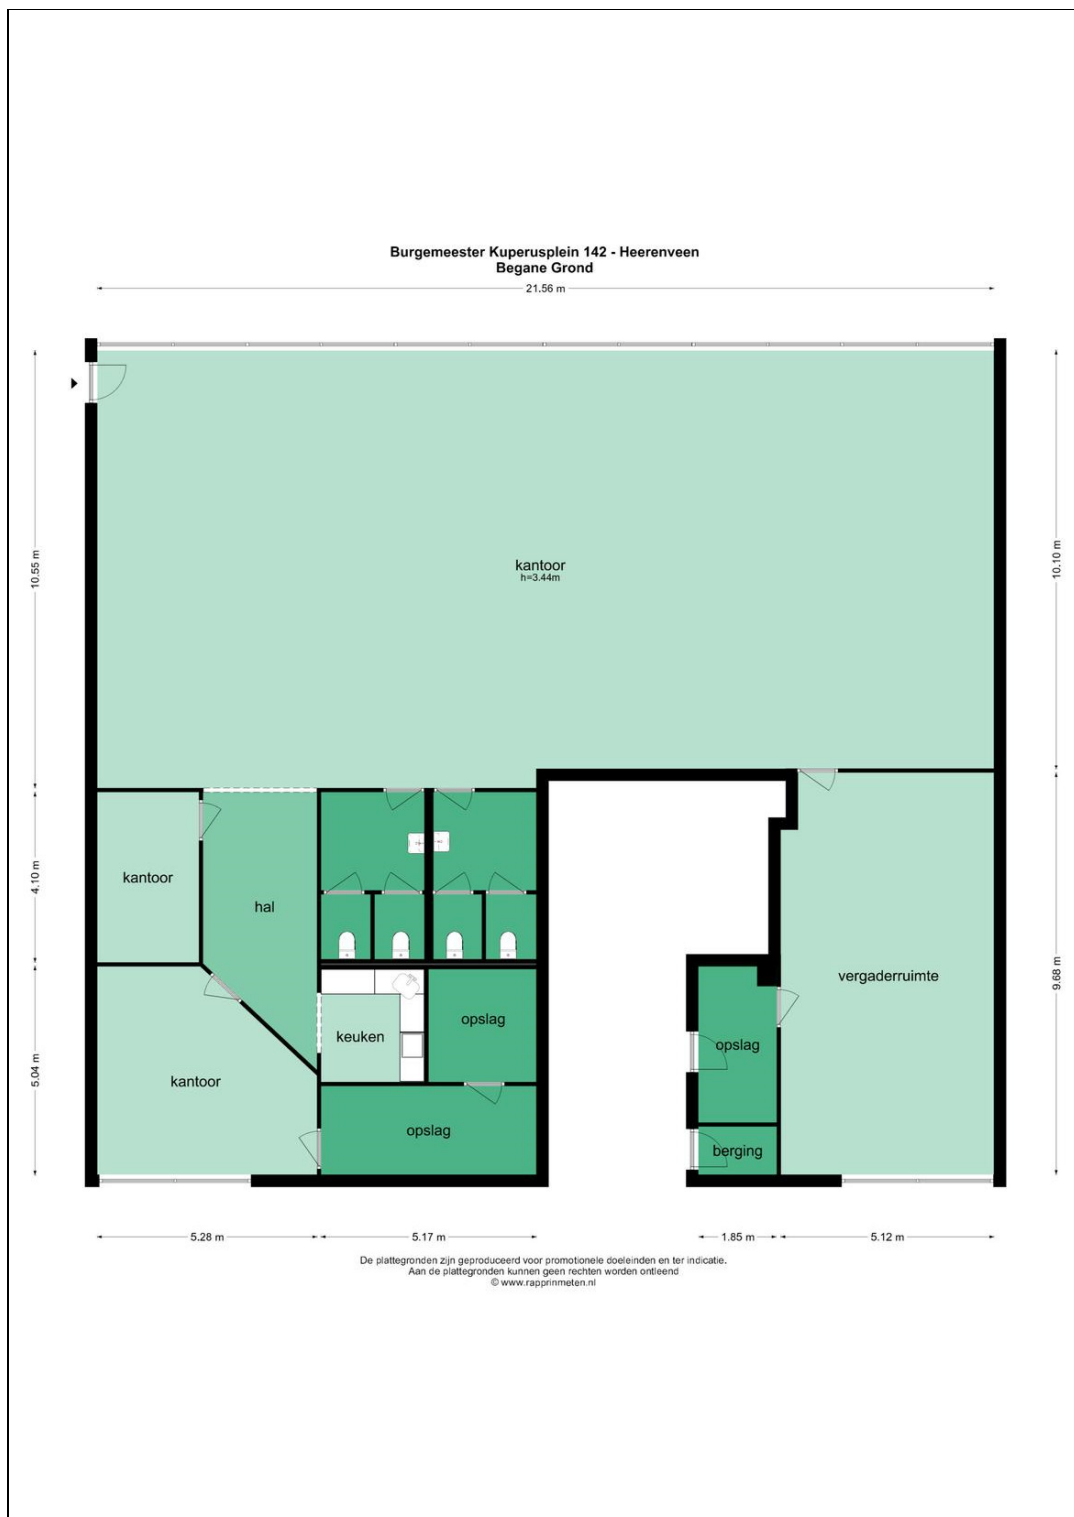 Burgemeester Kuperusplein 142 - Heerenveen
Begane Grond
21.56 m
10.55 m
10.10 m
kantoor
h=3.44m
4.10 m
kantoor
hal
9.68 m
vergaderruimte
opslag
keuken
opslag
5.04 m
kantoor
opslag
berging
5.28 m
5.17 m
1.85 m
5.12 m
De plattegronden zijn geproduceerd voor promotionele doeleinden en ter indicatie.
Aan de plattegronden kunnen geen rechten worden ontleend
© www.rapprinmeten.nl